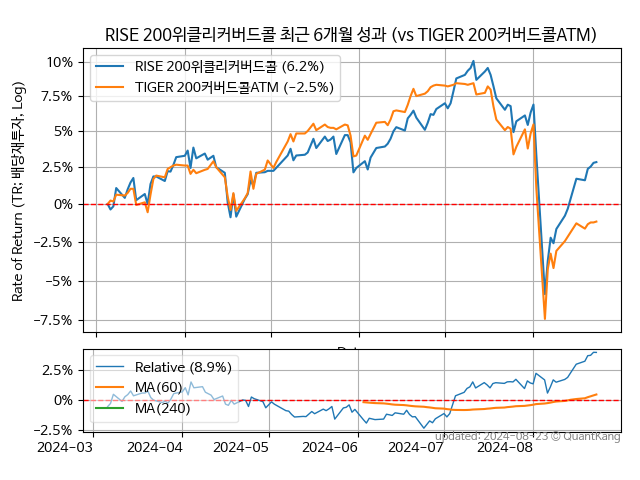 RISE 200위클리커버드콜 최근 6개월 성과 (vs TIGER 200커버드콜ATM)
Rate of Return (TR: 배당재투자, Log)
10%
7.5%
5%
2.5%
0%
−2.5%
−5%
−7.5%
RISE 200위클리커버드콜 (6.2%)
TIGER 200커버드콜ATM (−2.5%)
2.5%
0%
−2.5%
Relative (8.9%)
MA(60)
MA(240)
2024−03
2024−04
2024−05
2024−06
2024−07
2024−08
updated: 2024−08−23 © QuantKang